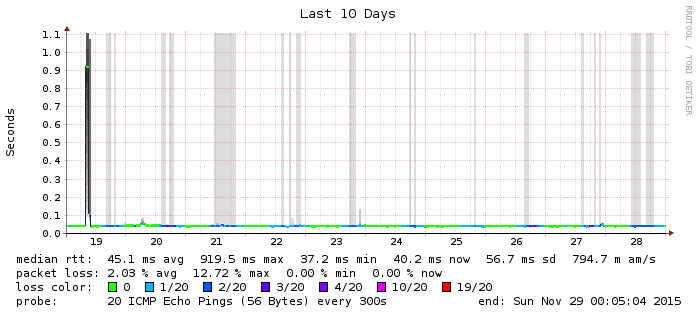 Last 10 Days
RRDTOOL / TOBI OETIKER
Seconds
1.1
1.0
0.9
0.8
0.7
0.6
0.5
0.4
0.3
0.2
0.1
0.0
19 20 21 22 23 24 25 26 27 28
median rtt: 45.1 ms avg 919.5 ms max 37.2 ms min 40.2 ms now 56.7 ms sd 794.7 m am/s
packet loss: 2.03 % avg 12.72 % max 0.00 % min 0.00 % now
loss color: 0 1/20 2/20 3/20 4/20 10/20 19/20
probe: 20 ICMP Echo Pings (56 Bytes) every 300s end: Sun Nov 29 00:05:04 2015